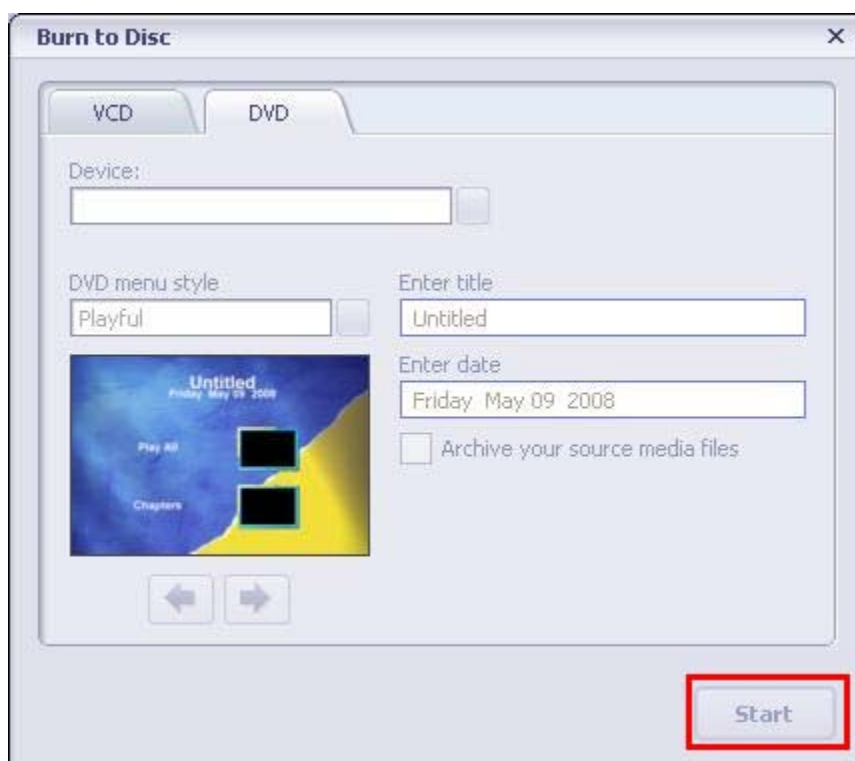 Burn to Disc
VCD
DVD
Device:
DVD menu style
Playful
Enter title
Untitled
Enter date
Friday May 09 2008
Archive your source media files
Untitled
Friday May 09 2008
Play All
Chapters
Start